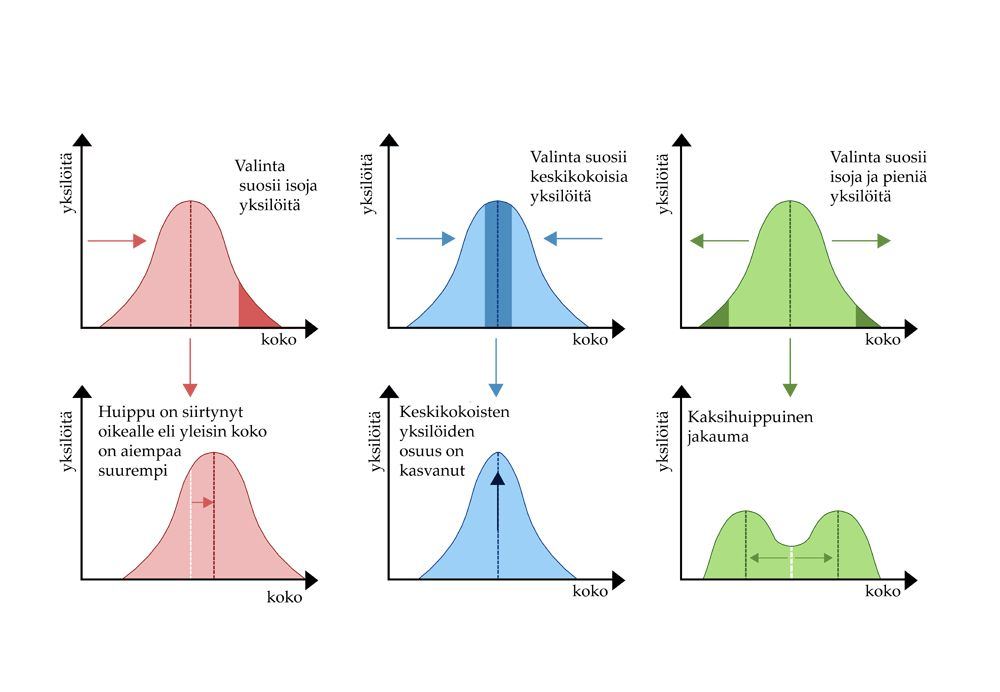 yksilöitä
Valinta
suosii isoja
yksilöitä
koko
yksilöitä
Valinta suosii
keskikokoisia
yksilöitä
koko
yksilöitä
Valinta suosii
isoja ja pieniä
yksilöitä
koko
yksilöitä
Huippu on siirtynyt
oikealle eli yleisin koko
on aiempaa
suurempi
koko
yksilöitä
Keskikokoisten
yksilöiden
osuus on
kasvanut
koko
yksilöitä
Kaksihuippuinen
jakauma
koko